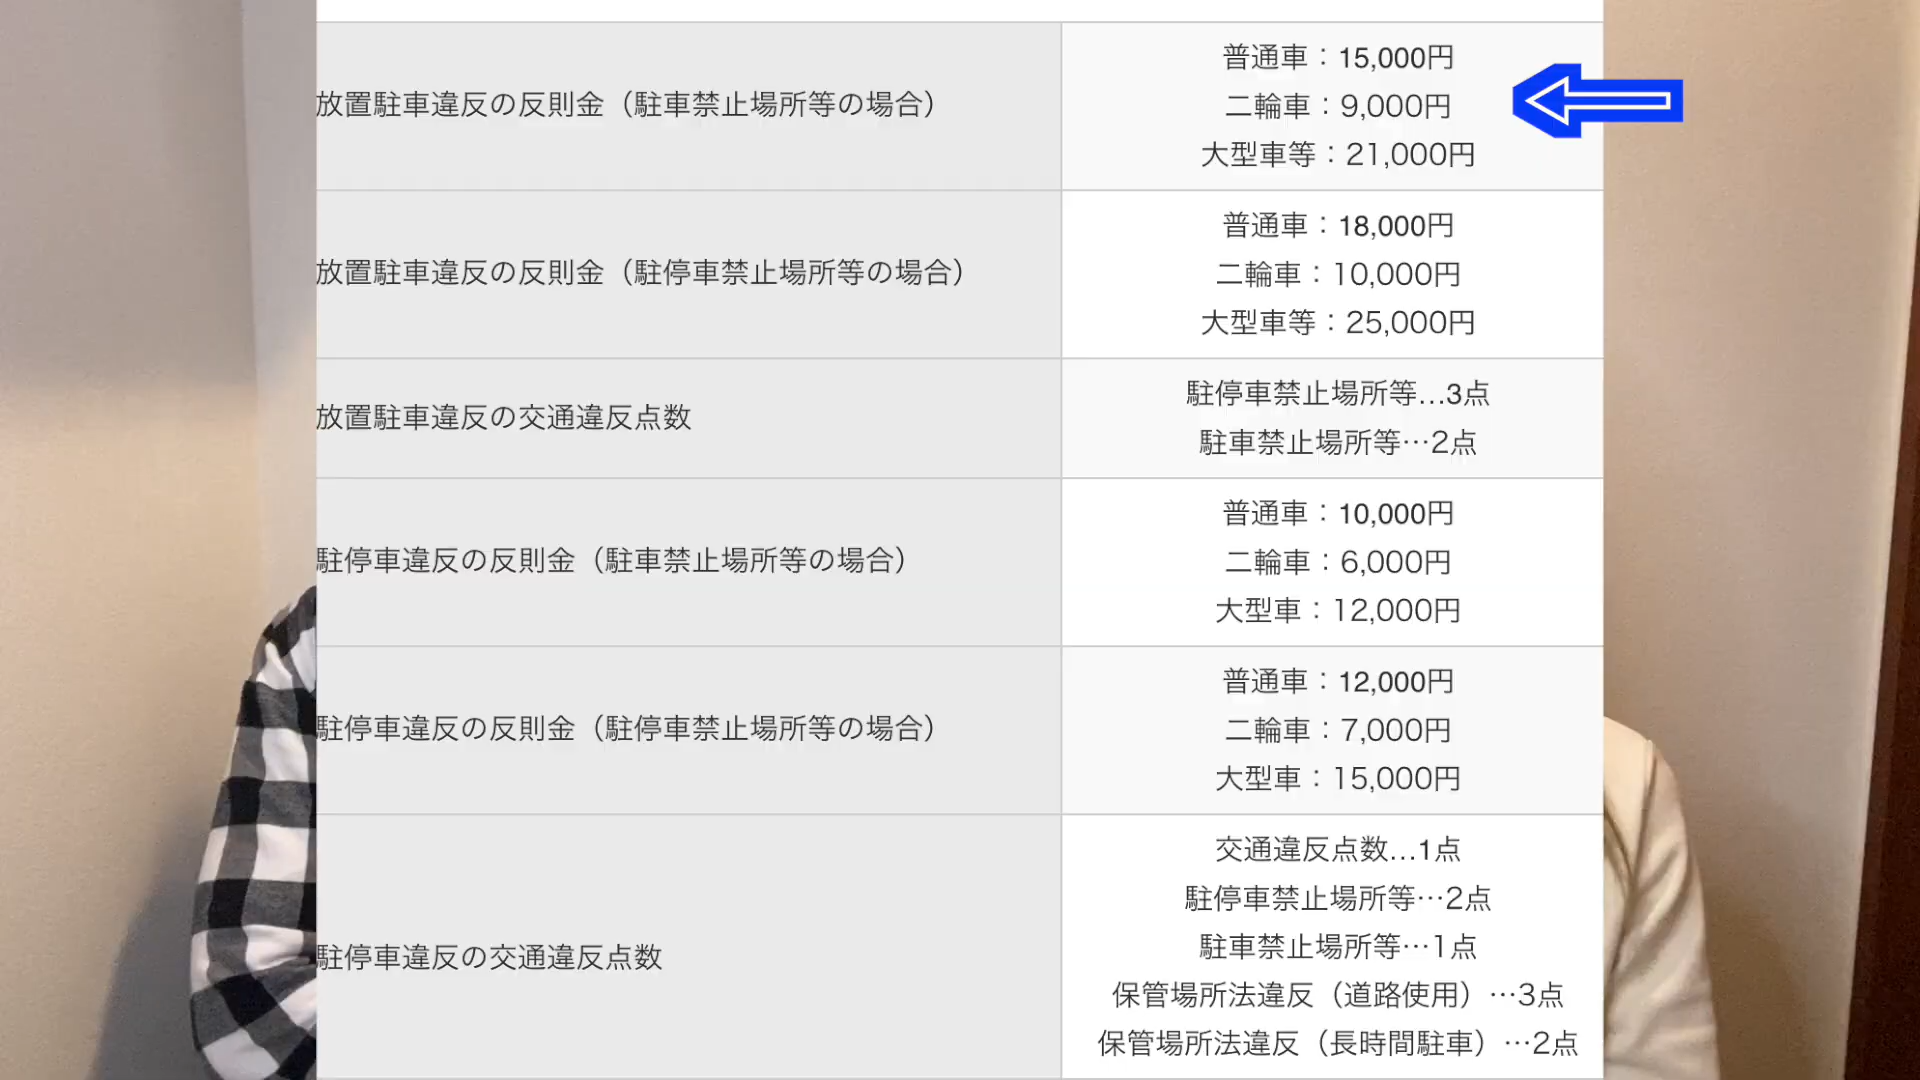 放置駐車違反の反則金（駐車禁止場所等の場合）
普通車：15,000円
二輪車：9,000円
大型車等：21,000円
放置駐車違反の反則金（駐停車禁止場所等の場合）
普通車：18,000円
二輪車：10,000円
大型車等：25,000円
放置駐車違反の交通違反点数
駐停車禁止場所等…3点
駐車禁止場所等…2点
駐停車違反の反則金（駐車禁止場所等の場合）
普通車：10,000円
二輪車：6,000円
大型車：12,000円
駐停車違反の反則金（駐停車禁止場所等の場合）
普通車：12,000円
二輪車：7,000円
大型車：15,000円
駐停車違反の交通違反点数
交通違反点数…1点
駐停車禁止場所等…2点
駐車禁止場所等…1点
保管場所法違反（道路使用）…3点
保管場所法違反（長時間駐車）…2点